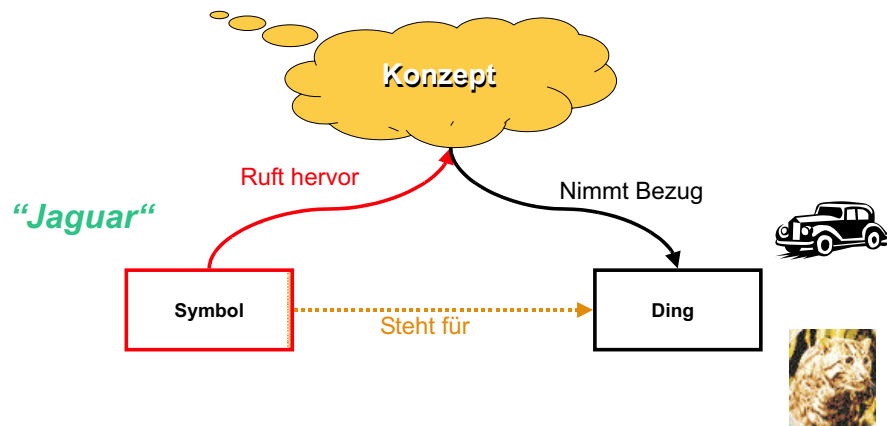 Konzept
Ruft hervor
Nimmt Bezug
“Jaguar“
Symbol
Ding
Steht für